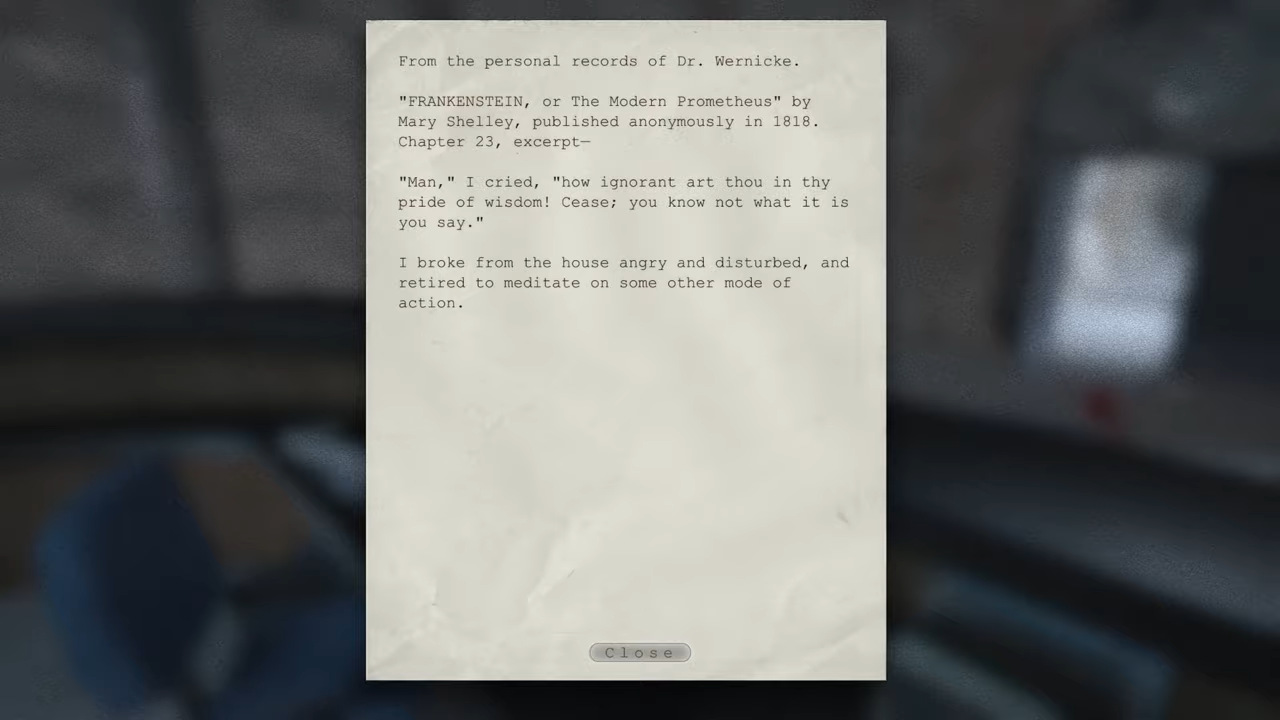 From the personal records of Dr. Wernicke.
"FRANKENSTEIN, or The Modern Prometheus" by
Mary Shelley, published anonymously in 1818.
Chapter 23, excerpt—
"Man," I cried, "how ignorant art thou in thy
pride of wisdom! Cease; you know not what it is
you say."
I broke from the house angry and disturbed, and
retired to meditate on some other mode of
action.
Close